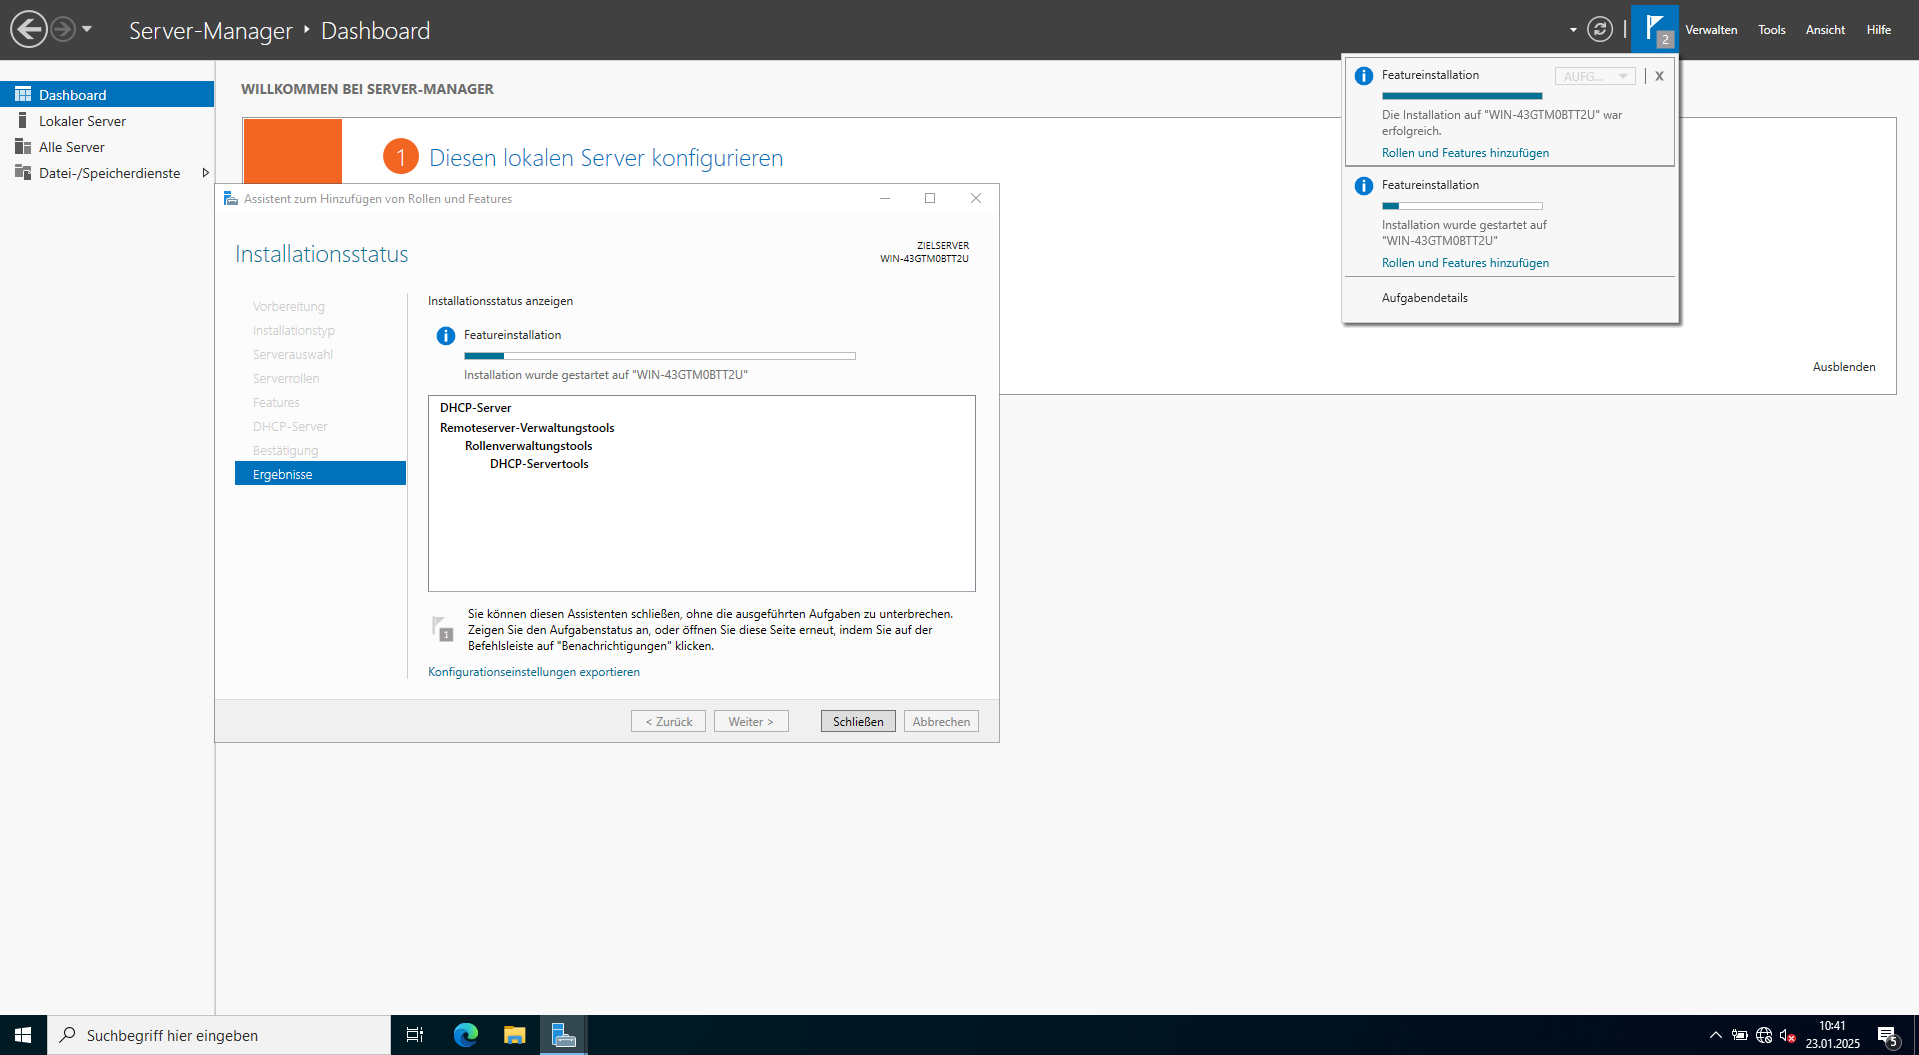 Server-Manager ‣ Dashboard
2
Verwalten
Tools
Ansicht
Hilfe
Dashboard
Lokaler Server
Alle Server
Datei-/Speicherdienste
WILLKOMMEN BEI SERVER-MANAGER
1
Diesen lokalen Server konfigurieren
Featureinstallation
AUFG...
X
Die Installation auf "WIN-43GTM0BTT2U" war
erfolgreich.
Rollen und Features hinzufügen
Featureinstallation
Installation wurde gestartet auf
"WIN-43GTM0BTT2U"
Rollen und Features hinzufügen
Aufgabendetails
Ausblenden
Assistent zum Hinzufügen von Rollen und Features
Installationsstatus
ZIELSERVER
WIN-43GTM0BTT2U
Vorbereitung
Installationstyp
Serverauswahl
Serverrollen
Features
DHCP-Server
Bestätigung
Ergebnisse
Installationsstatus anzeigen
Featureinstallation
Installation wurde gestartet auf "WIN-43GTM0BTT2U"
DHCP-Server
Remoteserver-Verwaltungstools
Rollenverwaltungstools
DHCP-Servertools
1
Sie können diesen Assistenten schließen, ohne die ausgeführten Aufgaben zu unterbrechen.
Zeigen Sie den Aufgabenstatus an, oder öffnen Sie diese Seite erneut, indem Sie auf der
Befehlsleiste auf "Benachrichtigungen" klicken.
Konfigurationseinstellungen exportieren
< Zurück
Weiter >
Schließen
Abbrechen
Suchbegriff hier eingeben
10:41
23.01.2025
5